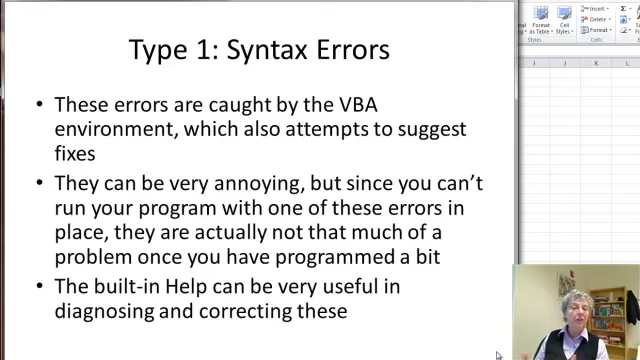 Type 1: Syntax Errors
• These errors are caught by the VBA
environment, which also attempts to suggest
fixes
• They can be very annoying, but since you can't
run your program with one of these errors in
place, they are actually not that much of a
problem once you have programmed a bit
• The built-in Help can be very useful in
diagnosing and correcting these
Format
as Table
Cell
Styles
Styles
Insert
Delete
Format
Cells
I
J
K
L